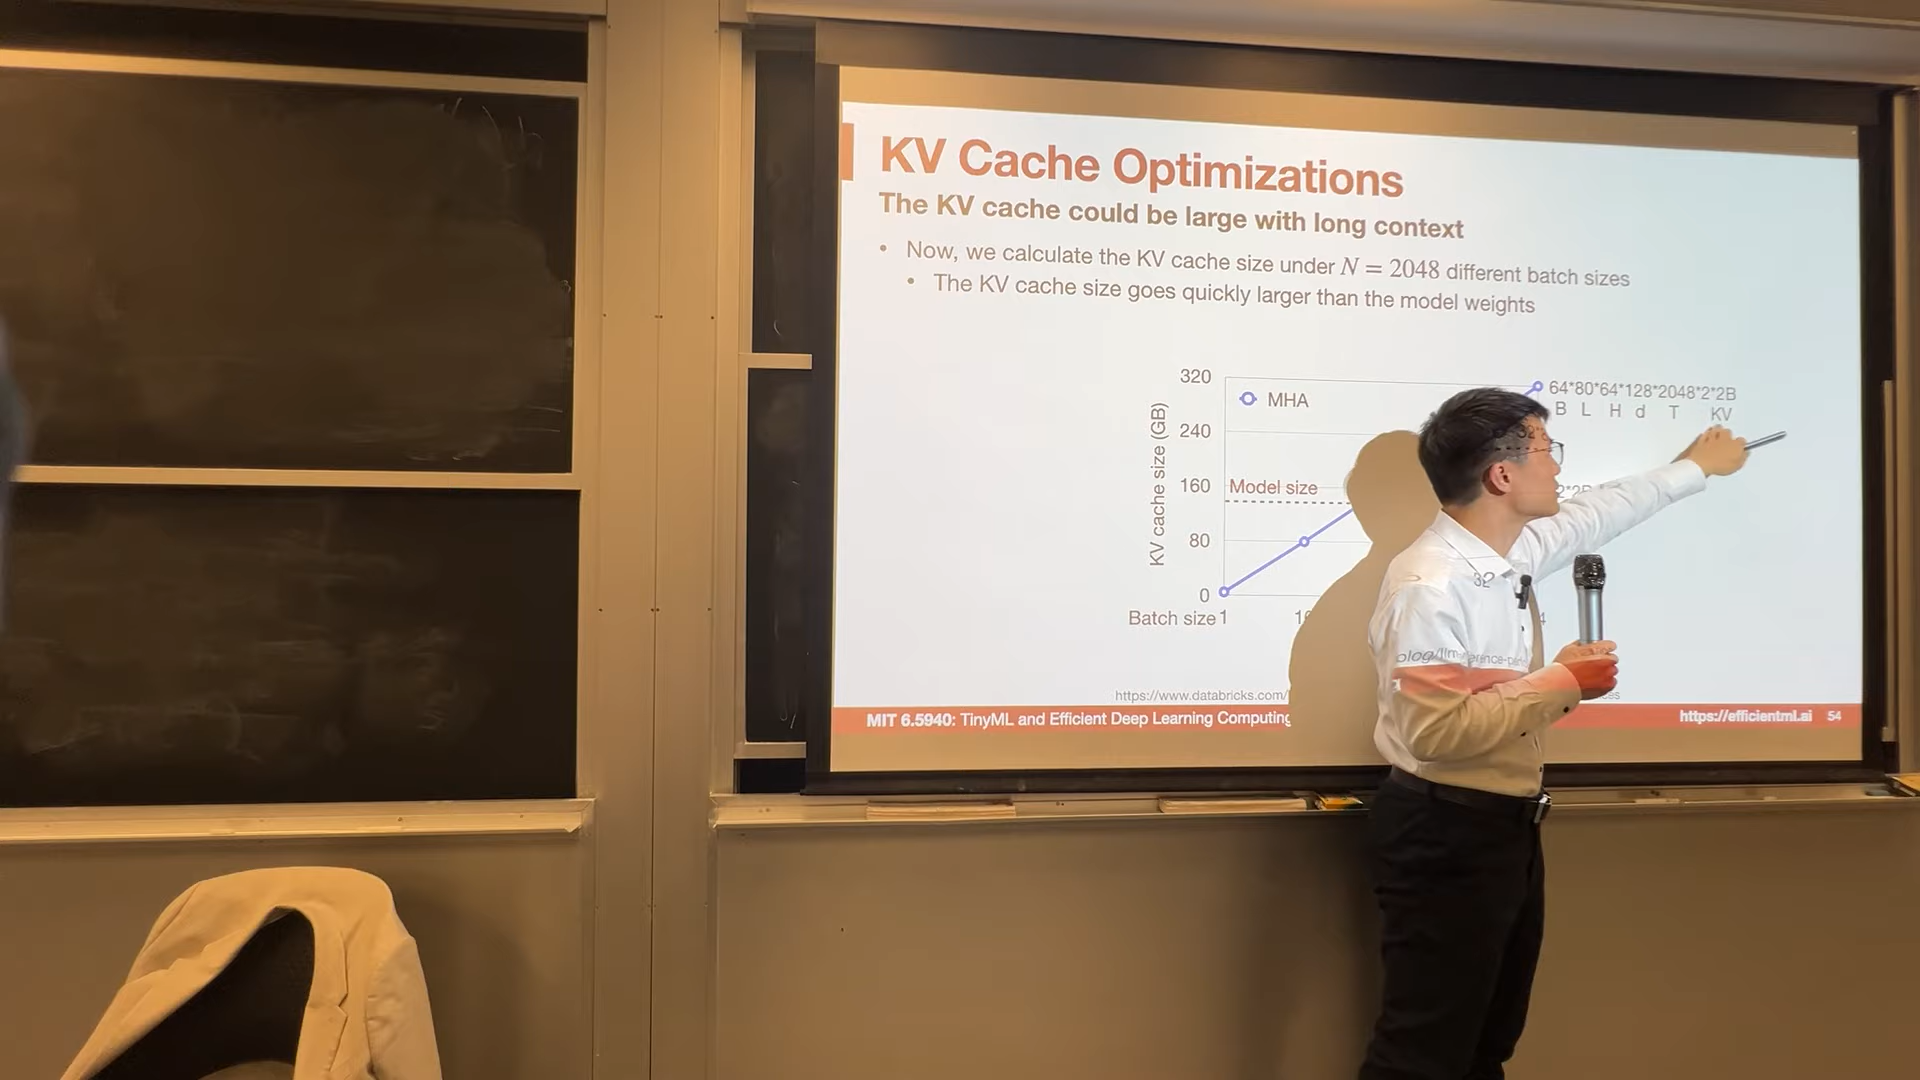 KV Cache Optimizations
The KV cache could be large with long context
• Now, we calculate the KV cache size under N = 2048 different batch sizes
• The KV cache size goes quickly larger than the model weights
320
MHA
64*80*64*128*2048*2*2B
B L H d T KV
240
KV cache size (GB)
160
Model size
80
0
32
Batch size 1
https://www.databricks.com/
MIT 6.5940: TinyML and Efficient Deep Learning Computing
https://efficientml.ai
54